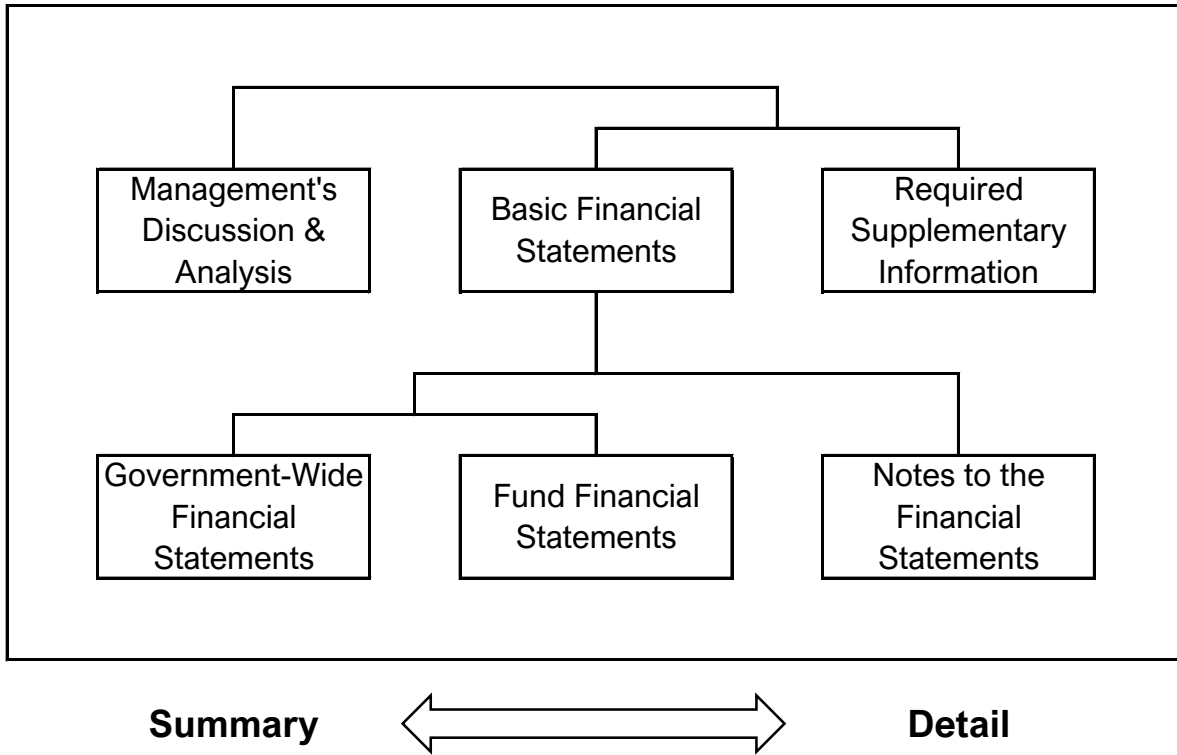 Management's
Discussion &
Analysis
Basic Financial
Statements
Required
Supplementary
Information
Government-Wide
Financial
Statements
Fund Financial
Statements
Notes to the
Financial
Statements
Summary
Detail